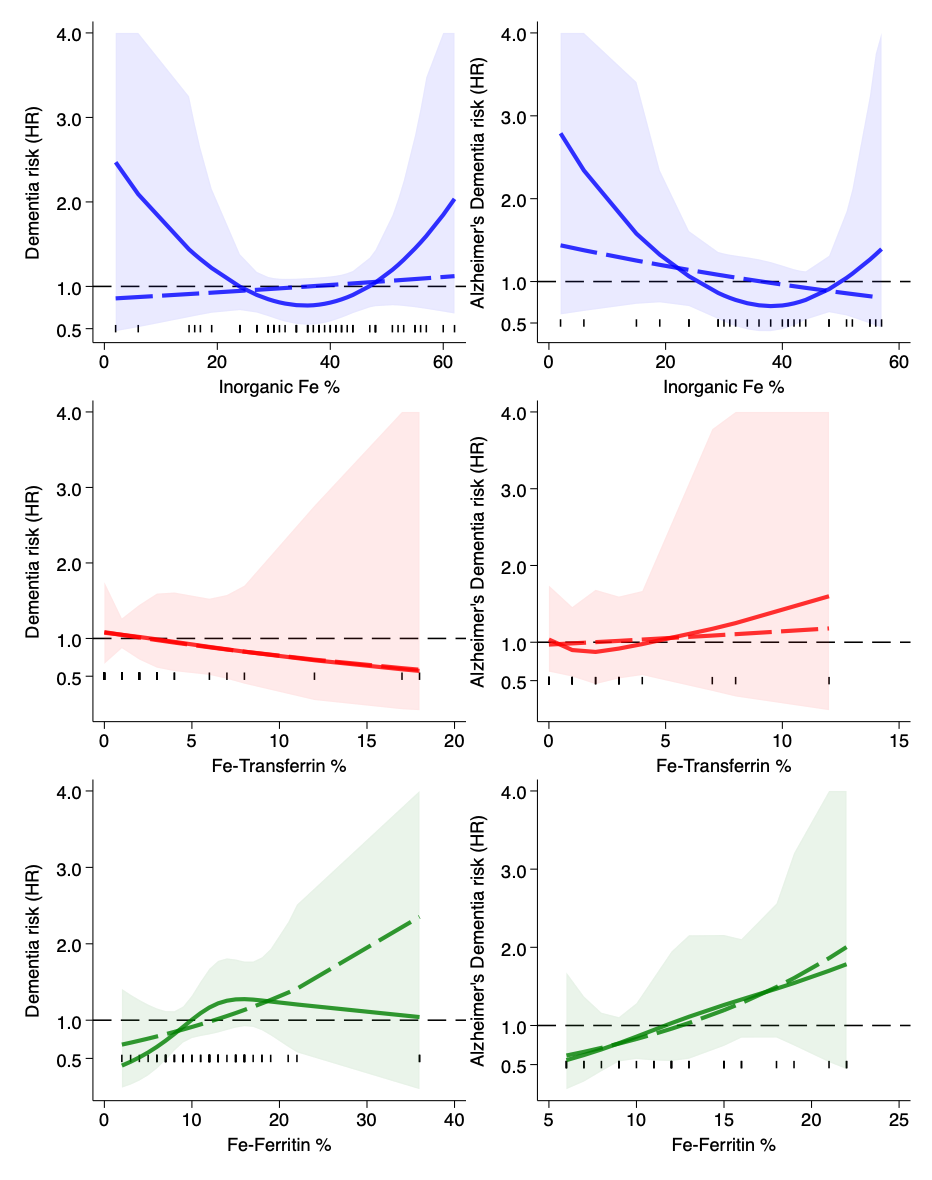 Dementia risk (HR)
4.0
3.0
2.0
1.0
0.5
0 20 40 60
Inorganic Fe %
Alzheimer's Dementia risk (HR)
4.0
3.0
2.0
1.0
0.5
0 20 40 60
Inorganic Fe %
Dementia risk (HR)
4.0
3.0
2.0
1.0
0.5
0 5 10 15 20
Fe-Transferrin %
Alzheimer's Dementia risk (HR)
4.0
3.0
2.0
1.0
0.5
0 5 10 15
Fe-Transferrin %
Dementia risk (HR)
4.0
3.0
2.0
1.0
0.5
0 10 20 30 40
Fe-Ferritin %
Alzheimer's Dementia risk (HR)
4.0
3.0
2.0
1.0
0.5
5 10 15 20 25
Fe-Ferritin %